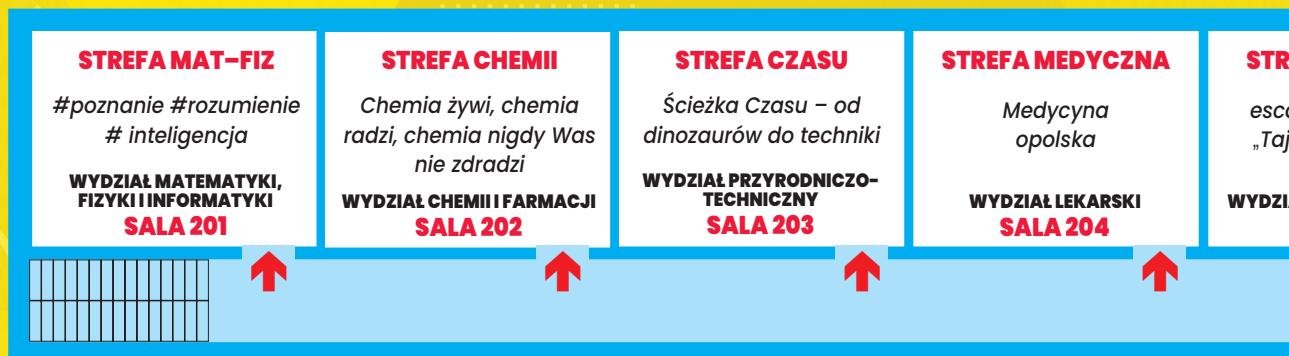 STREFA MAT–FIZ
#poznanie #rozumienie
# inteligencja
WYDZIAŁ MATEMATYKI,
FIZYKI I INFORMATYKI
SALA 201
STREFA CHEMII
Chemia żywi, chemia
radzi, chemia nigdy Was
nie zdradzi
WYDZIAŁ CHEMII I FARMACJI
SALA 202
STREFA CZASU
Ścieżka Czasu – od
dinozaurów do techniki
WYDZIAŁ PRZYRODNICZO-
TECHNICZNY
SALA 203
STREFA MEDYCZNA
Medycyna
opolska
WYDZIAŁ LEKARSKI
SALA 204